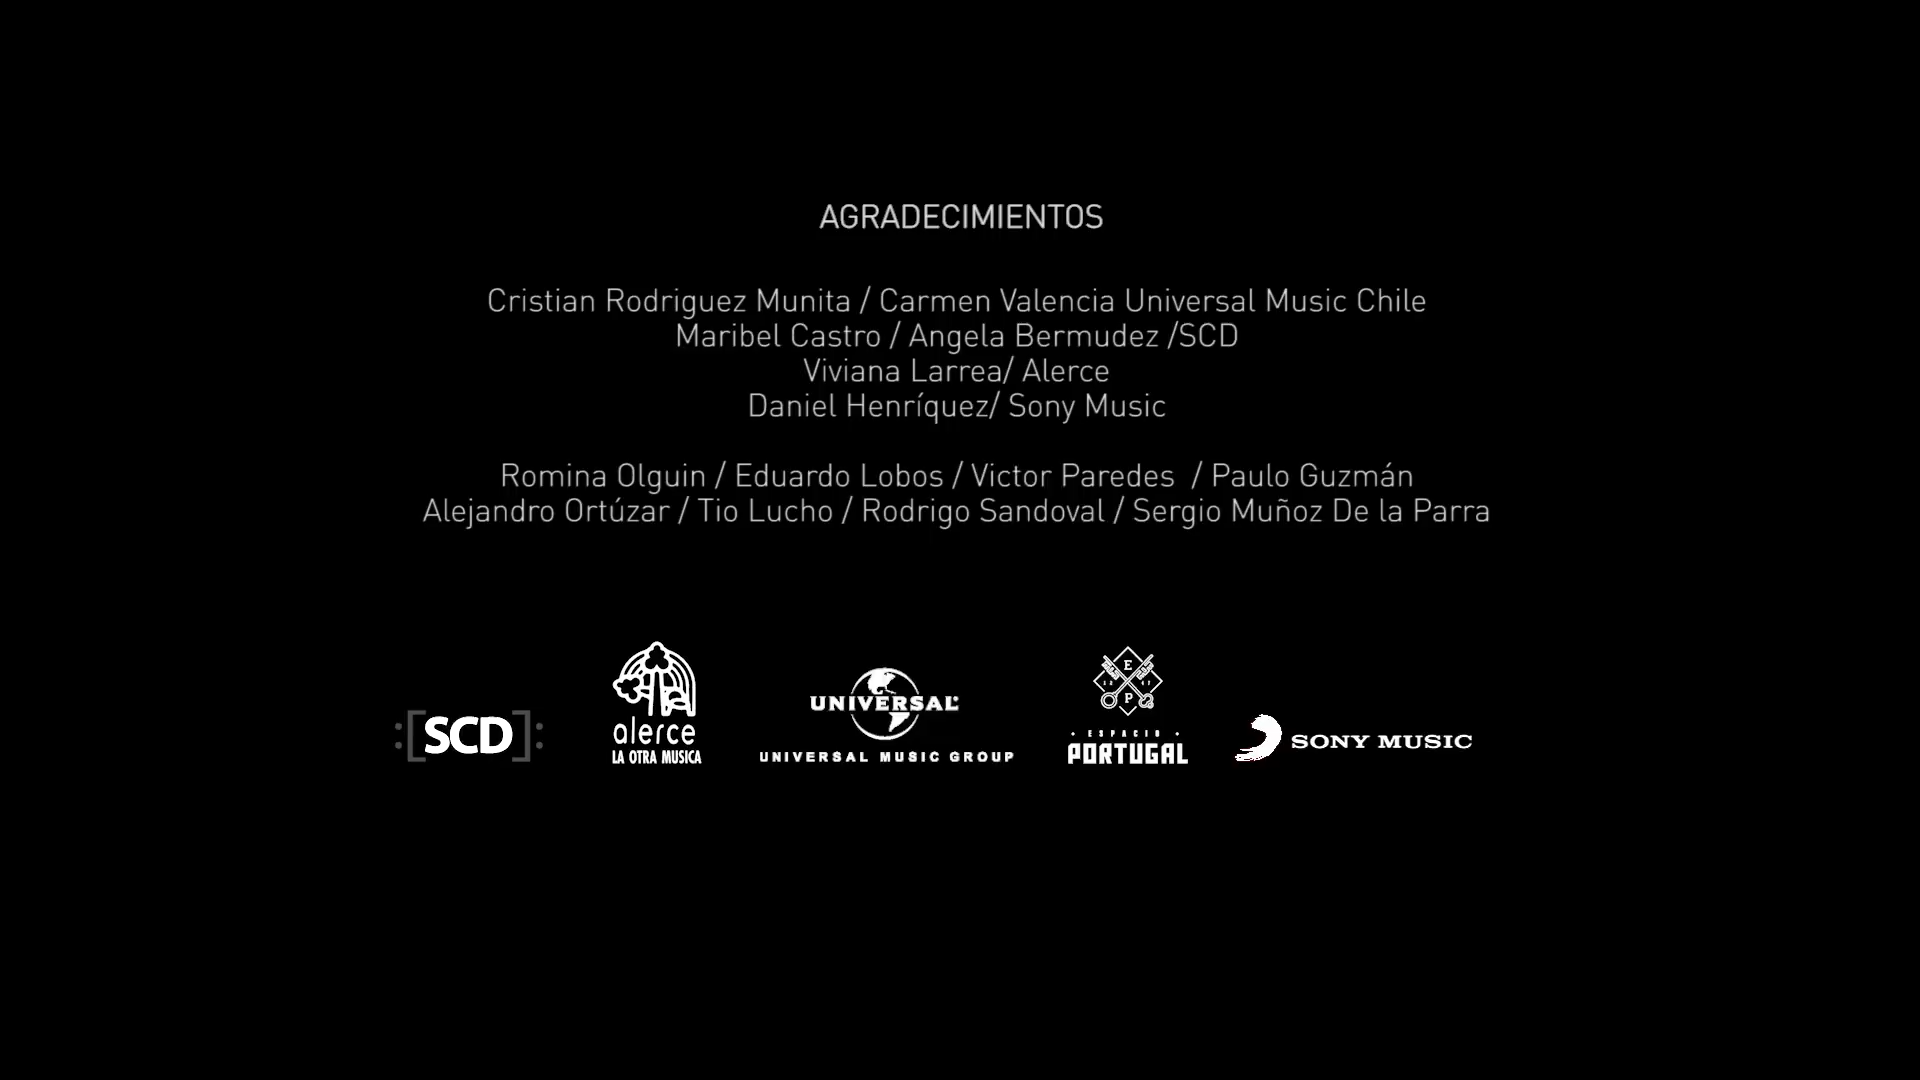 AGRADECIMIENTOS
Cristian Rodriguez Munita / Carmen Valencia Universal Music Chile
Maribel Castro / Angela Bermudez /SCD
Viviana Larrea/ Alerce
Daniel Henríquez/ Sony Music
Romina Olguin / Eduardo Lobos / Victor Paredes  / Paulo Guzmán
Alejandro Ortúzar / Tio Lucho / Rodrigo Sandoval / Sergio Muñoz De la Parra
:[SCD]:
alerce
LA OTRA MUSICA
UNIVERSAL
UNIVERSAL MUSIC GROUP
E
P
· ESPACIO ·
PORTUGAL
SONY MUSIC